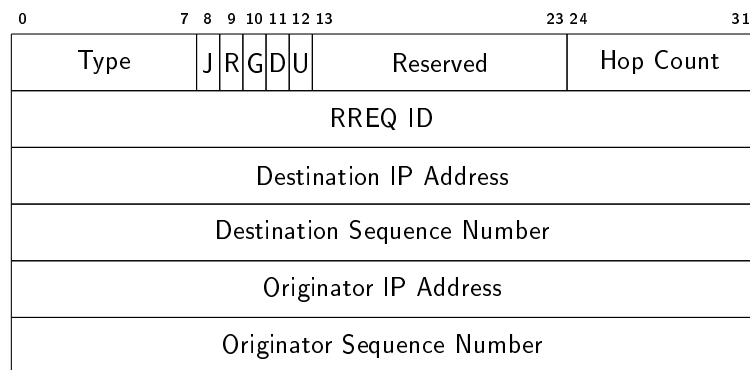 0 7 8 9 10 11 12 13 23 24 31
Type J R G D U Reserved Hop Count
RREQ ID
Destination IP Address
Destination Sequence Number
Originator IP Address
Originator Sequence Number